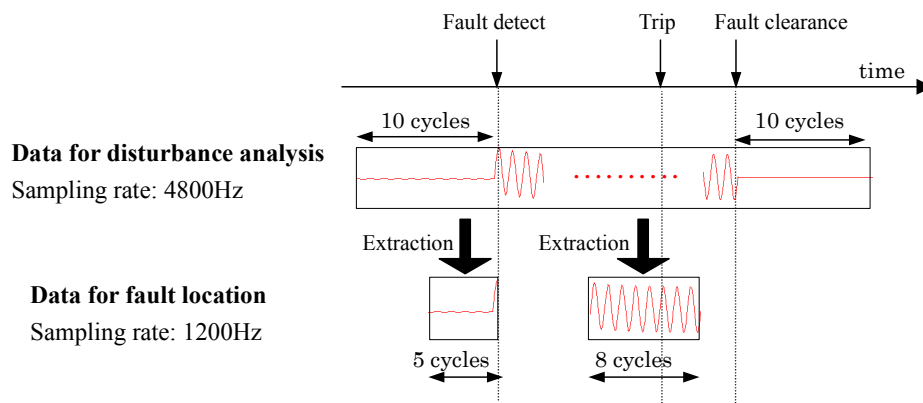 Fault detect
Trip
Fault clearance
time
10 cycles
10 cycles
Data for disturbance analysis
Sampling rate: 4800Hz
Extraction
Extraction
Data for fault location
Sampling rate: 1200Hz
5 cycles
8 cycles